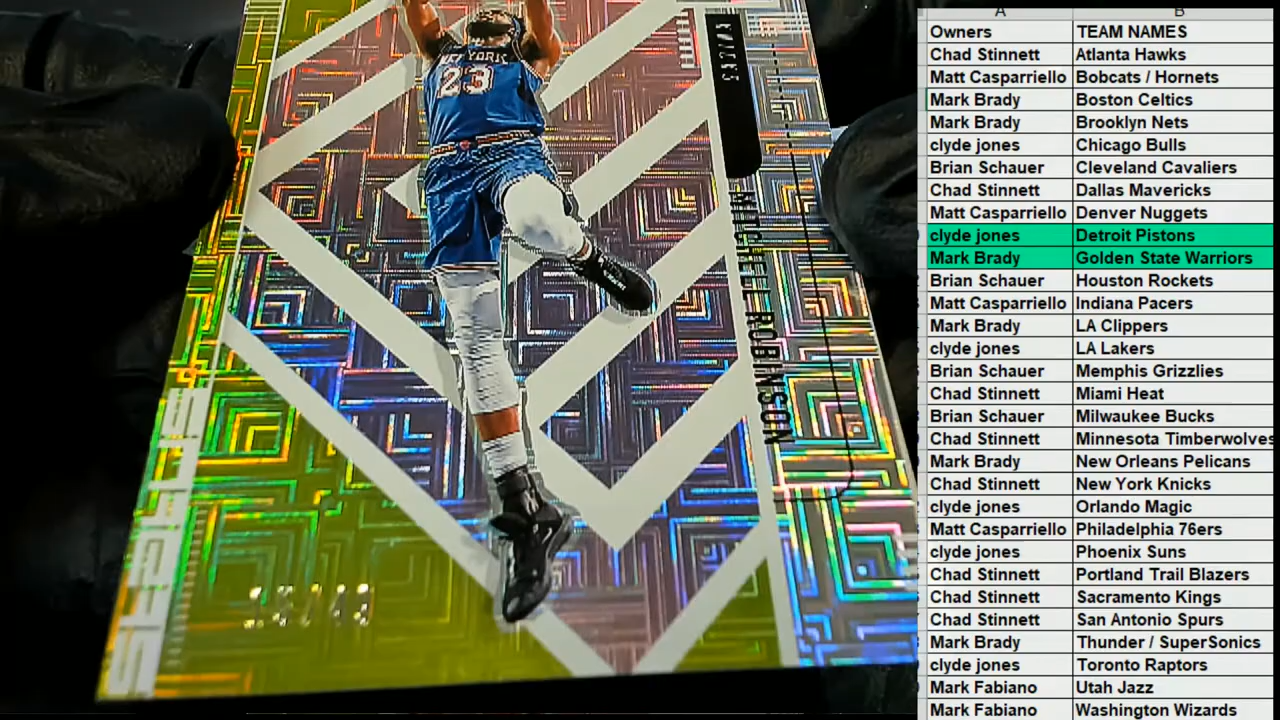 NEW YORK
23
MITCHELL ROBINSON
A B
Owners TEAM NAMES
Chad Stinnett Atlanta Hawks
Matt Casparriello Bobcats / Hornets
Mark Brady Boston Celtics
Mark Brady Brooklyn Nets
clyde jones Chicago Bulls
Brian Schauer Cleveland Cavaliers
Chad Stinnett Dallas Mavericks
Matt Casparriello Denver Nuggets
clyde jones Detroit Pistons
Mark Brady Golden State Warriors
Brian Schauer Houston Rockets
Matt Casparriello Indiana Pacers
Mark Brady LA Clippers
clyde jones LA Lakers
Brian Schauer Memphis Grizzlies
Chad Stinnett Miami Heat
Brian Schauer Milwaukee Bucks
Chad Stinnett Minnesota Timberwolves
Mark Brady New Orleans Pelicans
Chad Stinnett New York Knicks
clyde jones Orlando Magic
Matt Casparriello Philadelphia 76ers
clyde jones Phoenix Suns
Chad Stinnett Portland Trail Blazers
Chad Stinnett Sacramento Kings
Chad Stinnett San Antonio Spurs
Mark Brady Thunder / SuperSonics
clyde jones Toronto Raptors
Mark Fabiano Utah Jazz
Mark Fabiano Washington Wizards